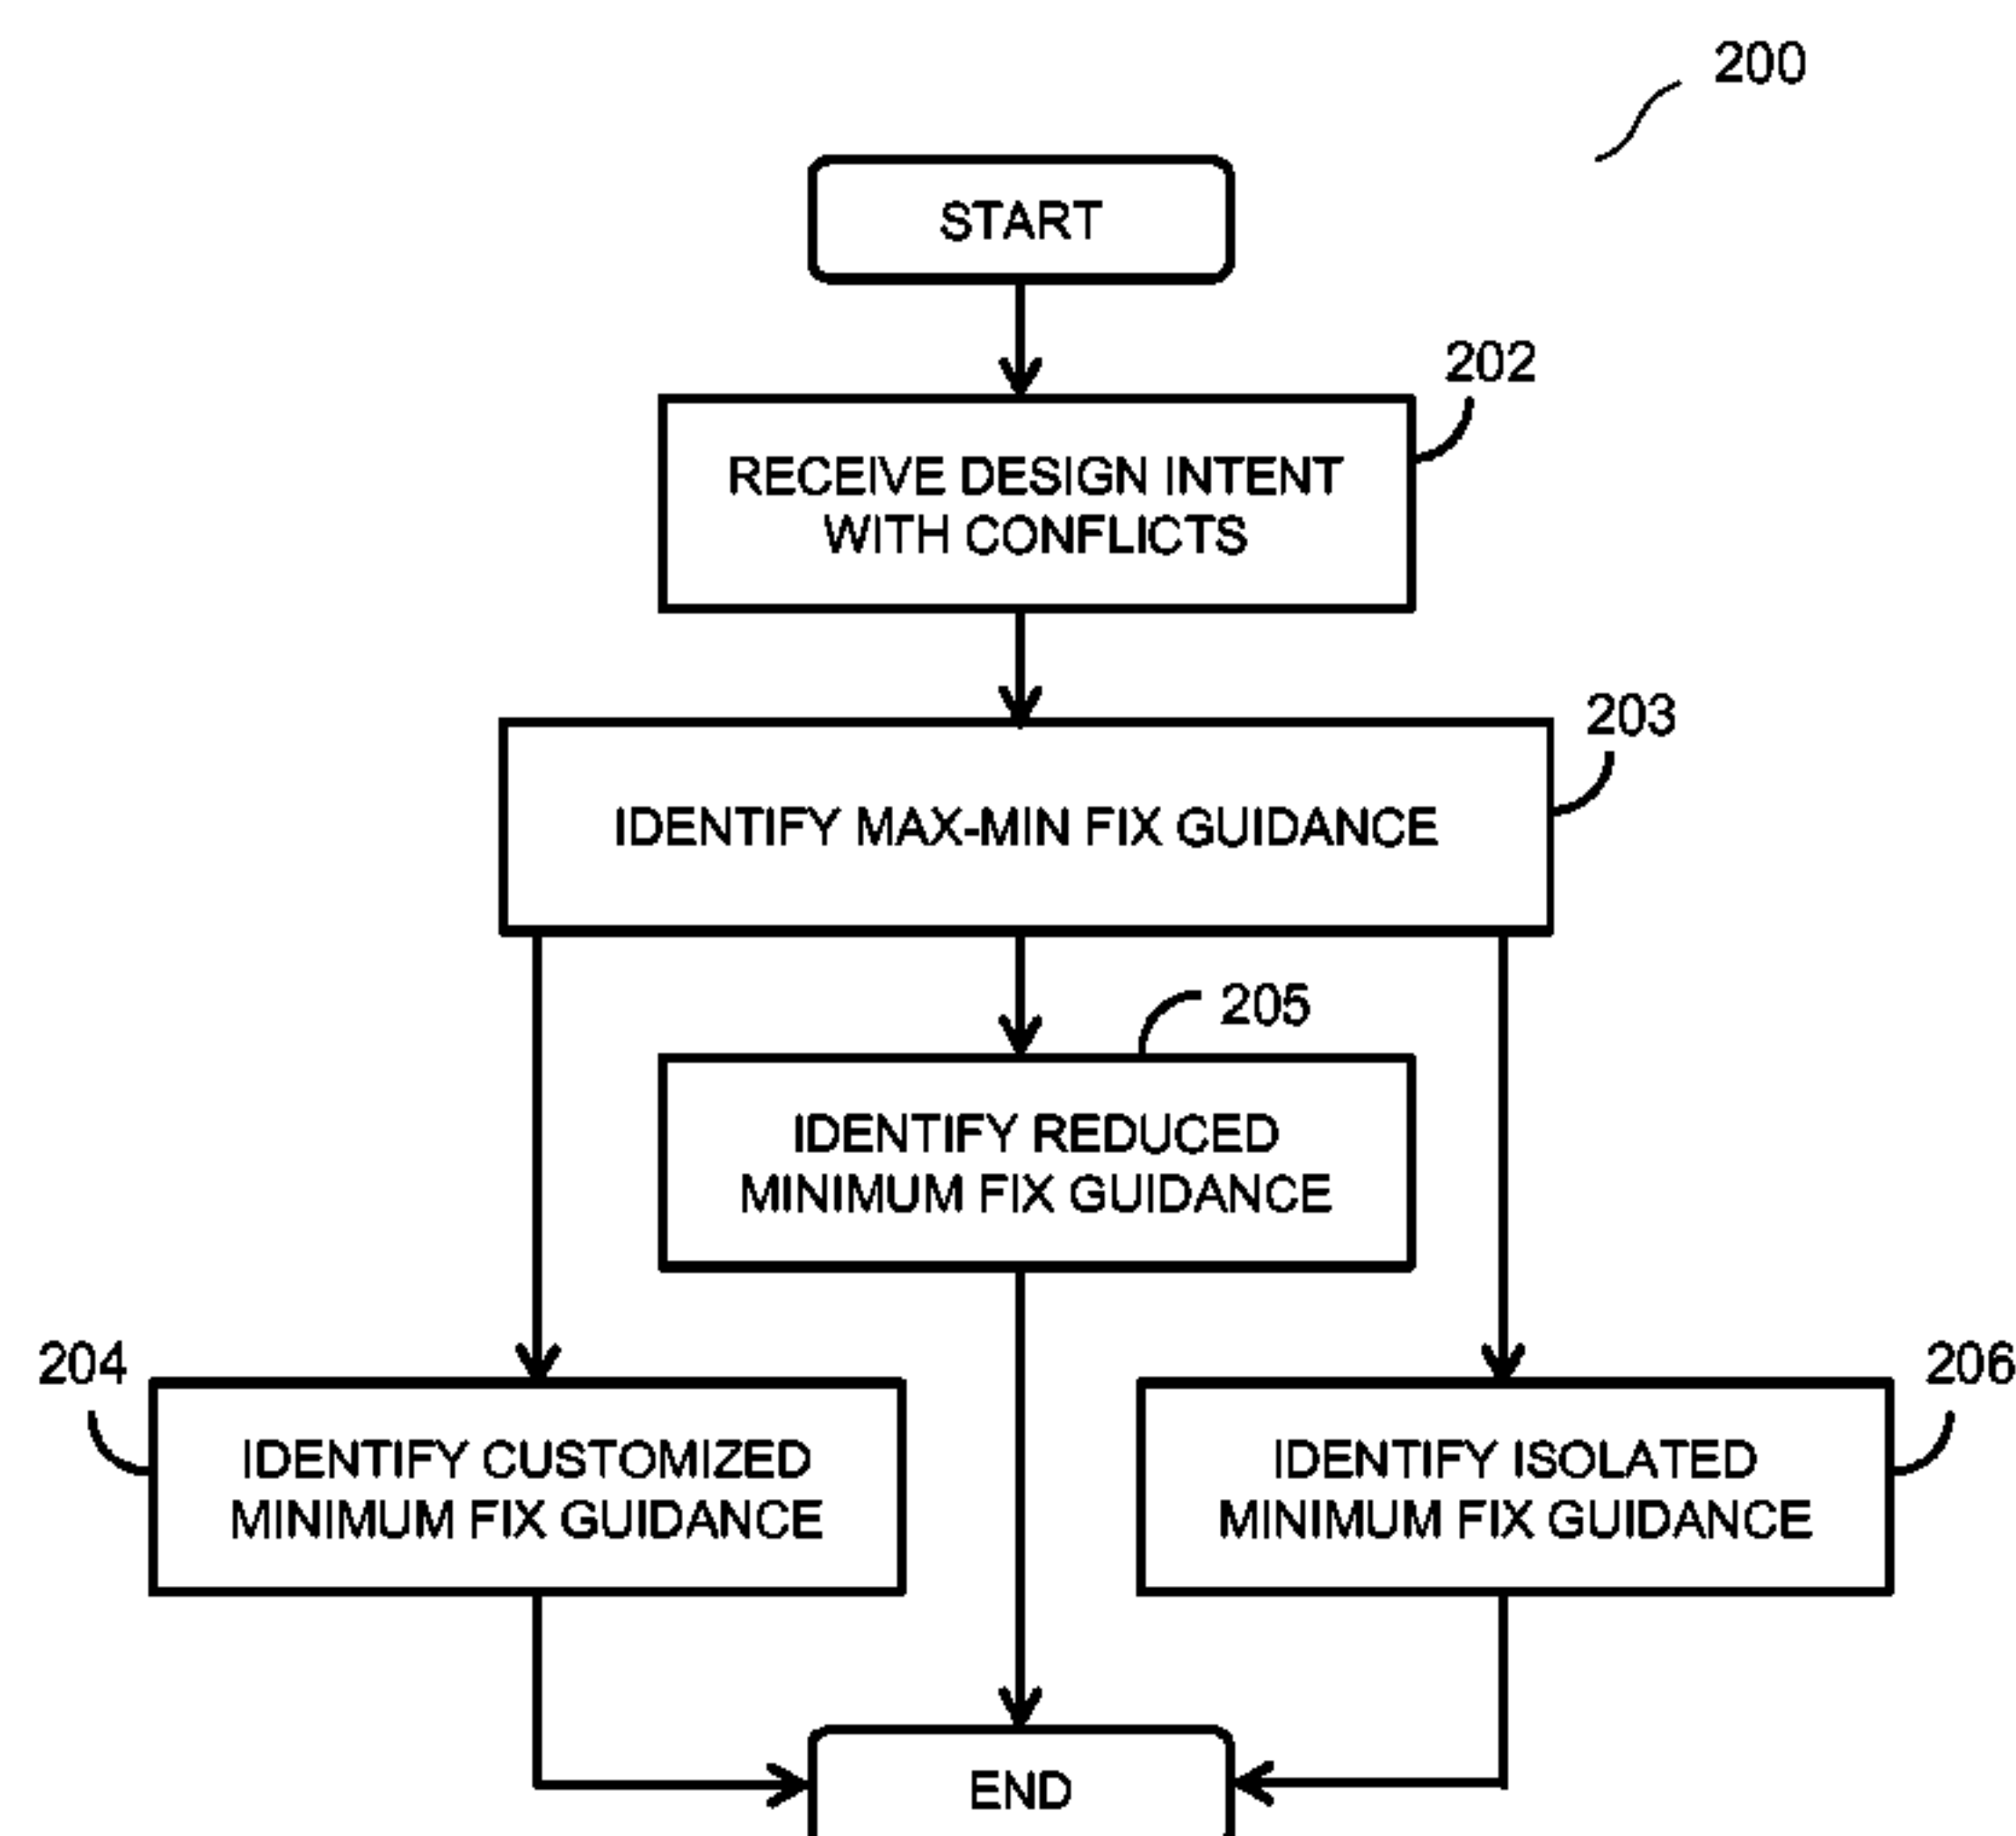 200
START
202
RECEIVE DESIGN INTENT
WITH CONFLICTS
203
IDENTIFY MAX-MIN FIX GUIDANCE
205
IDENTIFY REDUCED
MINIMUM FIX GUIDANCE
204
IDENTIFY CUSTOMIZED
MINIMUM FIX GUIDANCE
206
IDENTIFY ISOLATED
MINIMUM FIX GUIDANCE
END